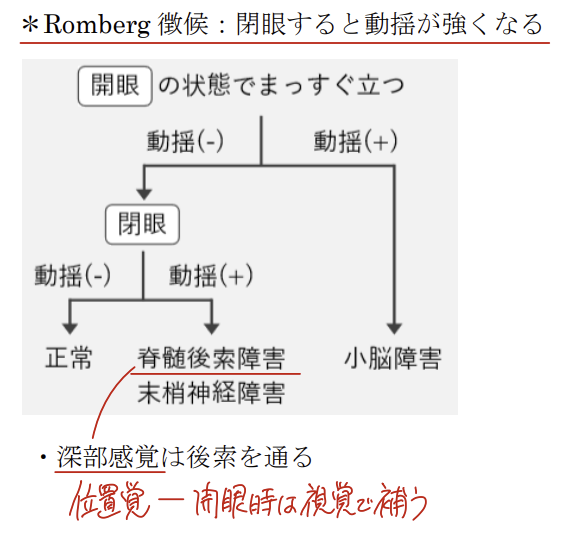 ＊Romberg 徴候：閉眼すると動揺が強くなる
開眼 の状態でまっすぐ立つ
動揺(-) 動揺(+)
閉眼
動揺(-) 動揺(+)
正常 脊髄後索障害 小脳障害
末梢神経障害
・深部感覚は後索を通る
位置覚 ― 開眼時は視覚で補う